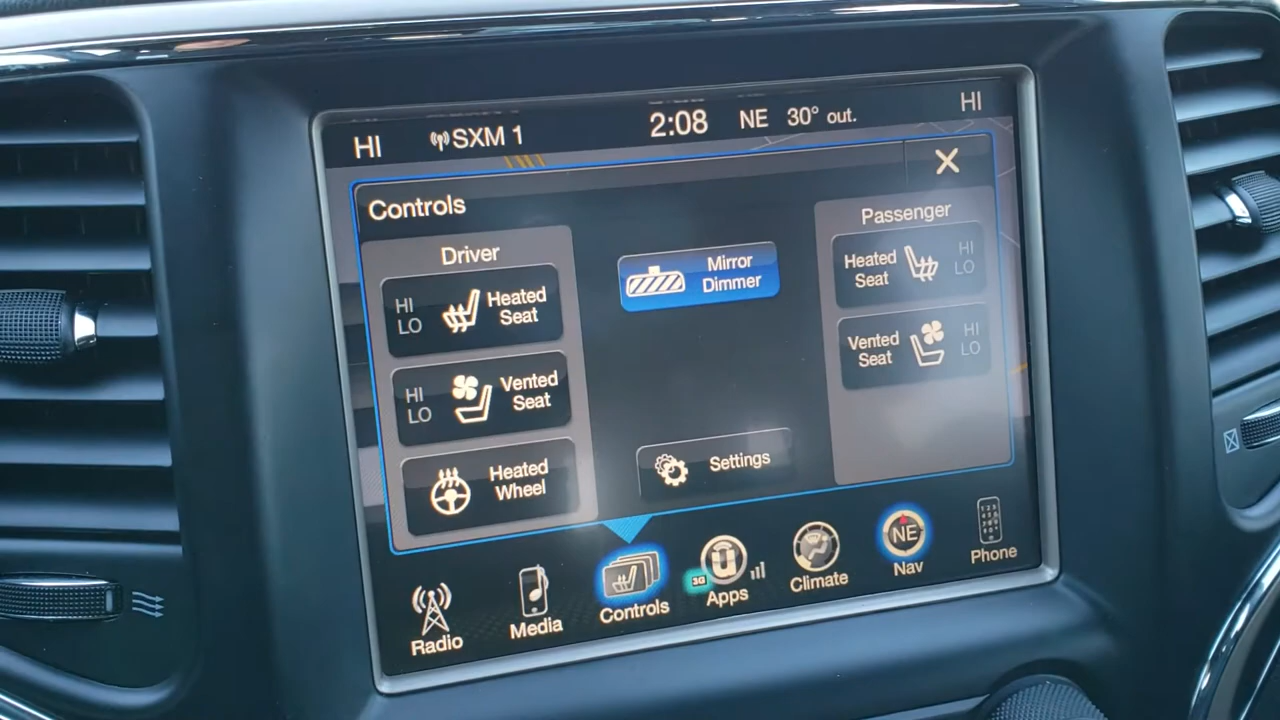 HI SXM 1 2:08 NE 30° out. HI
Controls X
Driver
HI
LO
Heated
Seat
HI
LO
Vented
Seat
Heated
Wheel
Mirror
Dimmer
Settings
Passenger
Heated
Seat
HI
LO
Vented
Seat
HI
LO
Radio
Media
Controls
3G
Apps
Climate
NE
Nav
Phone